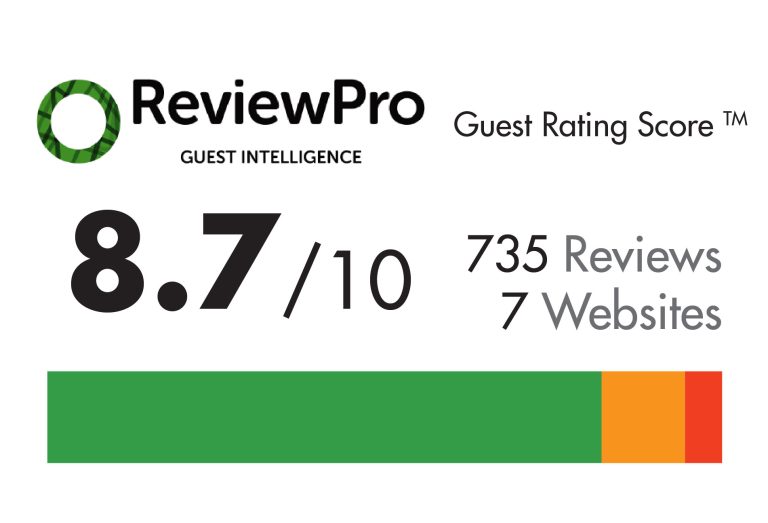 ReviewPro
GUEST INTELLIGENCE
Guest Rating Score ™
8.7/10
735 Reviews
7 Websites